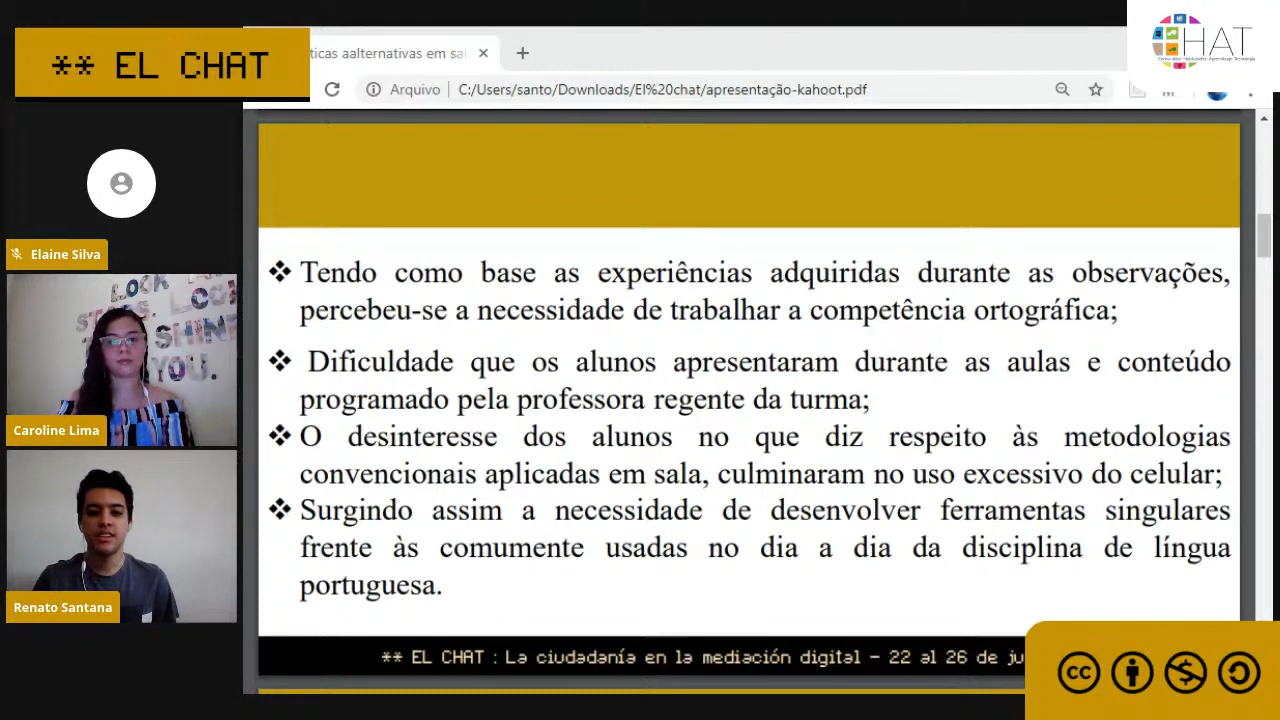 ** EL CHAT
ticas aalternativas em sal
Arquivo
C:/Users/santo/Downloads/El%20chat/apresentação-kahoot.pdf
HAT
Elaine Silva
LOOK
SHINE
YOU.
Caroline Lima
Renato Santana
❖ Tendo como base as experiências adquiridas durante as observações,
percebeu-se a necessidade de trabalhar a competência ortográfica;
❖ Dificuldade que os alunos apresentaram durante as aulas e conteúdo
programado pela professora regente da turma;
❖ O desinteresse dos alunos no que diz respeito às metodologias
convencionais aplicadas em sala, culminaram no uso excessivo do celular;
❖ Surgindo assim a necessidade de desenvolver ferramentas singulares
frente às comumente usadas no dia a dia da disciplina de língua
portuguesa.
** EL CHAT : La ciudadanía en la mediación digital – 22 al 26 de ju
cc